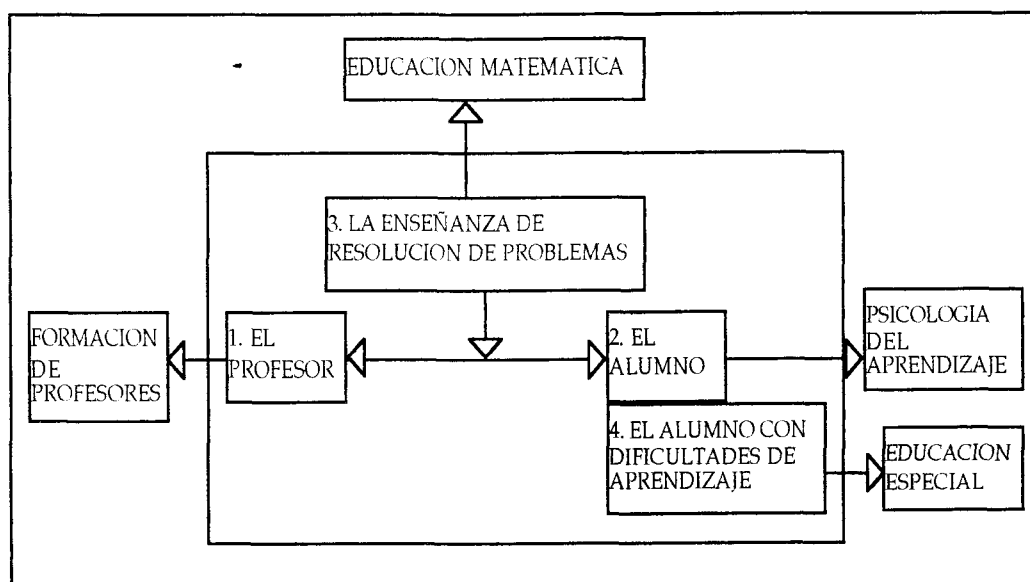 EDUCACION MATEMATICA
3. LA ENSEÑANZA DE
RESOLUCION DE PROBLEMAS
FORMACION
DE
PROFESORES
1. EL
PROFESOR
2. EL
ALUMNO
PSICOLOGIA
DEL
APRENDIZAJE
4. EL ALUMNO CON
DIFICULTADES DE
APRENDIZAJE
EDUCACION
ESPECIAL